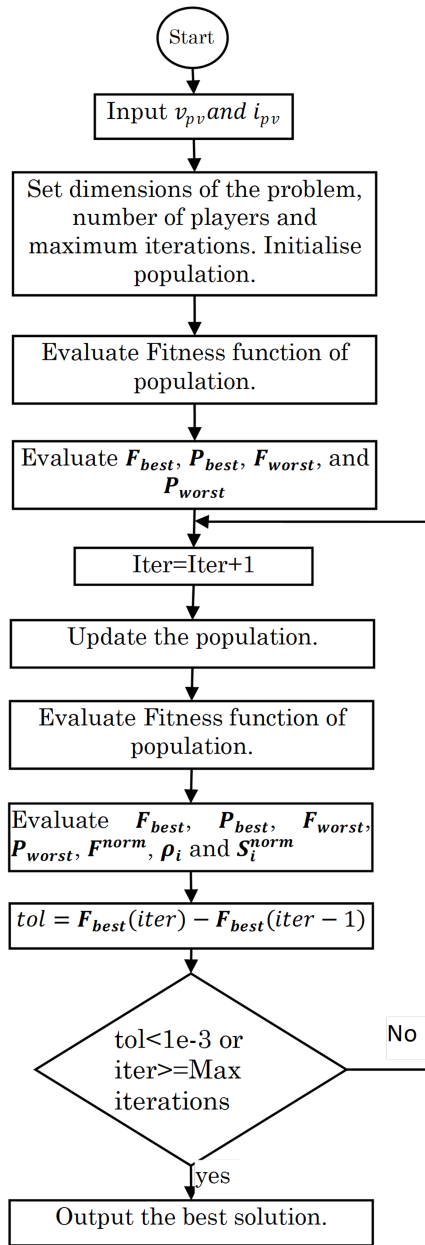 Start
Input v_pv and i_pv
Set dimensions of the problem,
number of players and
maximum iterations. Initialise
population.
Evaluate Fitness function of
population.
Evaluate F_best, P_best, F_worst, and
P_worst
Iter=Iter+1
Update the population.
Evaluate Fitness function of
population.
Evaluate F_best, P_best, F_worst,
P_worst, F^norm, ρ_i and S_i^norm
tol = F_best(iter) − F_best(iter − 1)
tol<1e-3 or
iter>=Max
iterations
No
yes
Output the best solution.